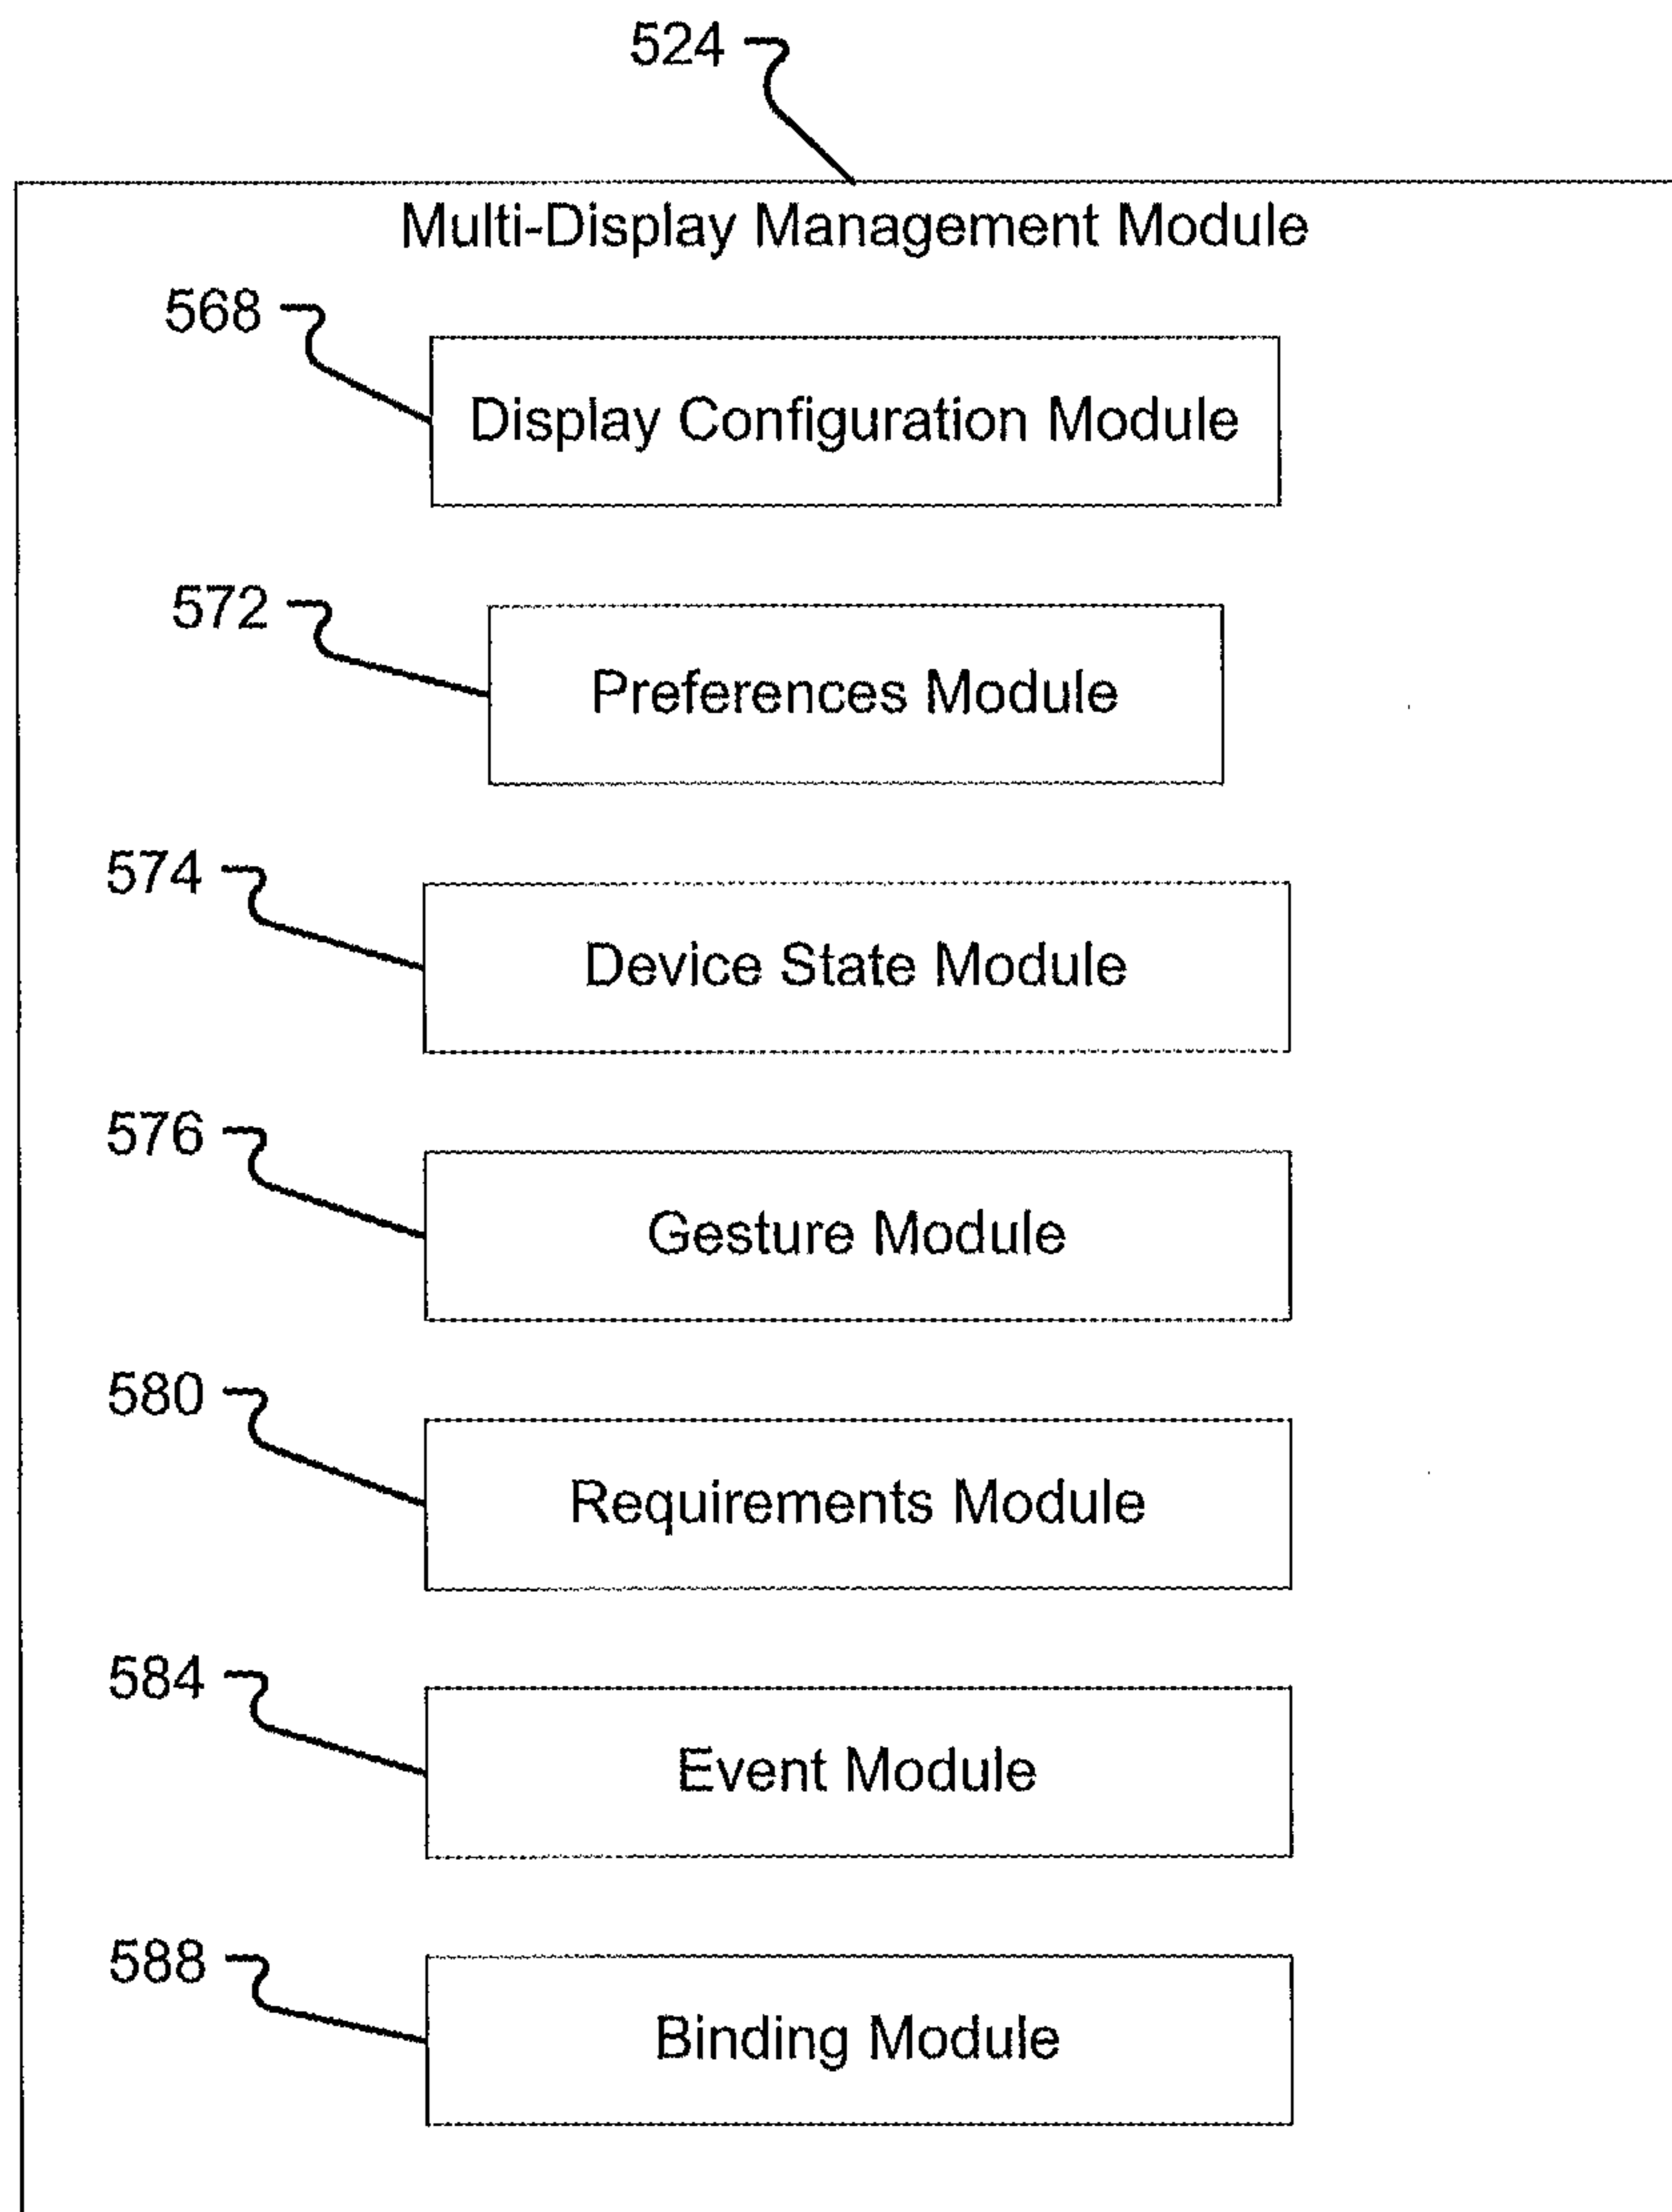 524
Multi-Display Management Module
568
Display Configuration Module
572
Preferences Module
574
Device State Module
576
Gesture Module
580
Requirements Module
584
Event Module
588
Binding Module